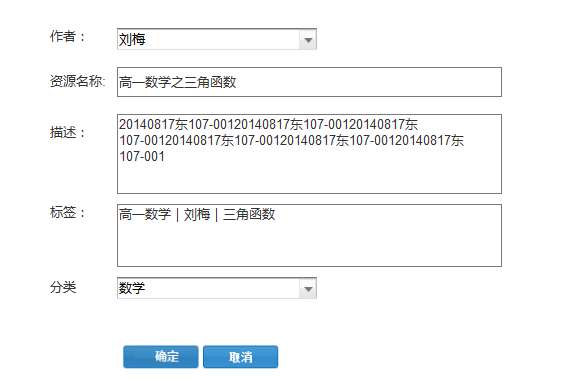 作者： 刘梅
资源名称: 高一数学之三角函数
描述： 20140817东107-00120140817东107-00120140817东
107-00120140817东107-00120140817东107-00120140817东
107-001
标签： 高一数学 | 刘梅 | 三角函数
分类 数学
确定 取消